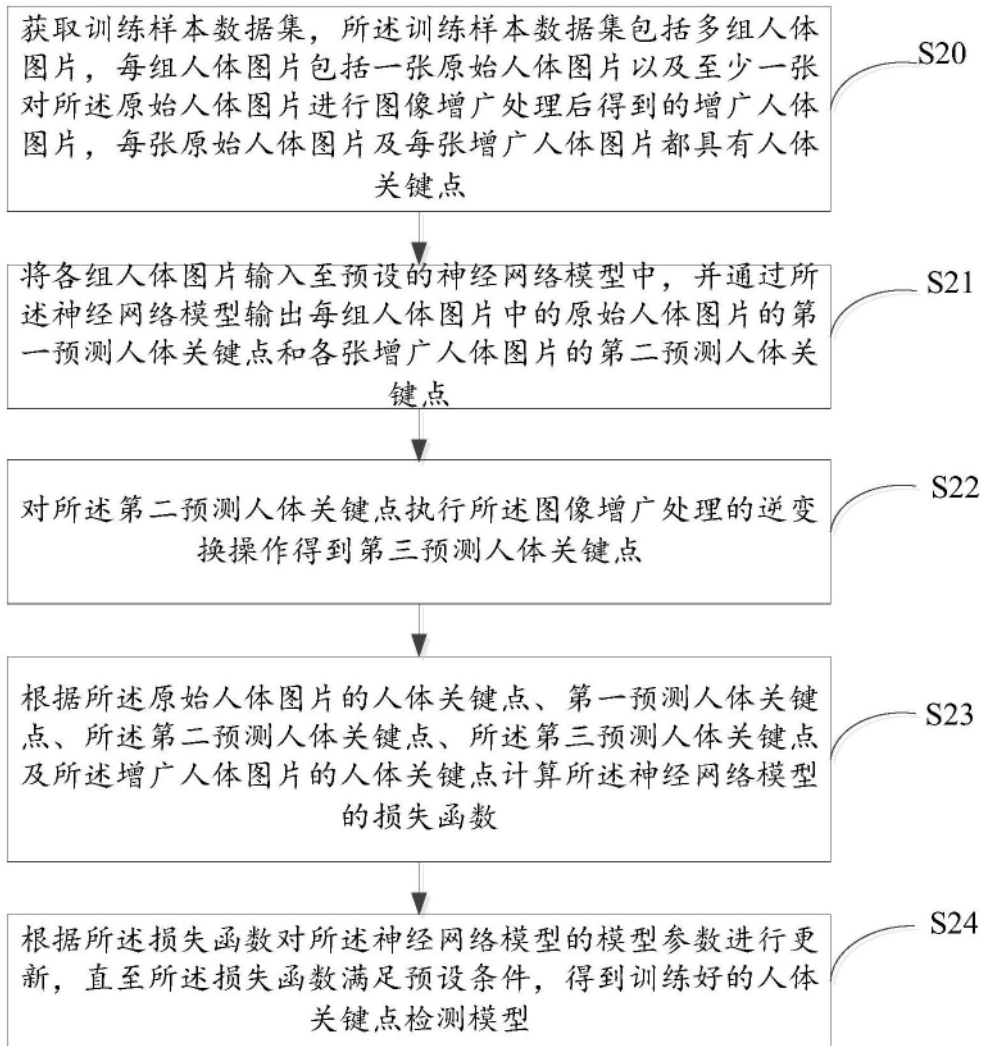 获取训练样本数据集，所述训练样本数据集包括多组人体
图片，每组人体图片包括一张原始人体图片以及至少一张
对所述原始人体图片进行图像增广处理后得到的增广人体
图片，每张原始人体图片及每张增广人体图片都具有人体
关键点
S20
将各组人体图片输入至预设的神经网络模型中，并通过所
述神经网络模型输出每组人体图片中的原始人体图片的第
一预测人体关键点和各张增广人体图片的第二预测人体关
键点
S21
对所述第二预测人体关键点执行所述图像增广处理的逆变
换操作得到第三预测人体关键点
S22
根据所述原始人体图片的人体关键点、第一预测人体关键
点、所述第二预测人体关键点、所述第三预测人体关键点
及所述增广人体图片的人体关键点计算所述神经网络模型
的损失函数
S23
根据所述损失函数对所述神经网络模型的模型参数进行更
新，直至所述损失函数满足预设条件，得到训练好的人体
关键点检测模型
S24